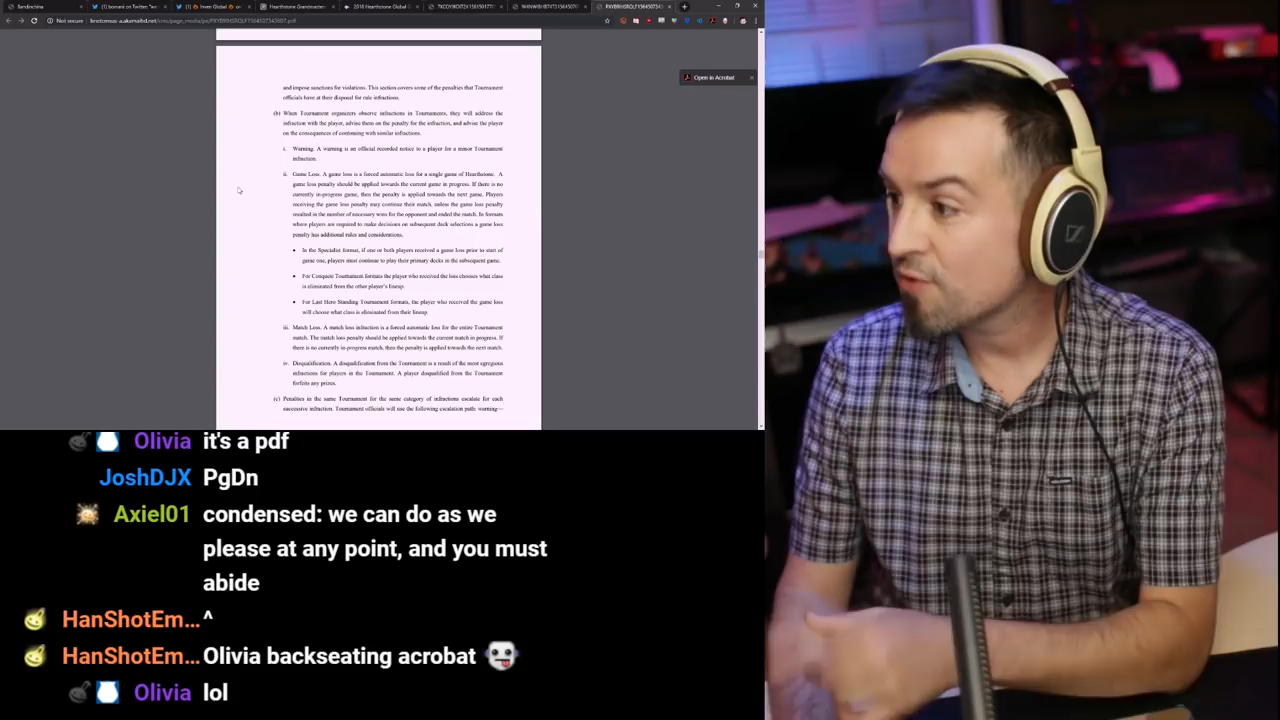 Bandinchina
bomani on Twitter: "wo
Inven Global
Hearthstone Grandmasters
2018 Hearthstone Global G
Not secure
Open in Acrobat
and impose sanctions for violations. This section covers some of the penalties that Tournament
officials have at their disposal for rule infractions.
(b) When Tournament organizers observe infractions in Tournaments, they will address the
infraction with the player, advise them on the penalty for the infraction, and advise the player
on the consequences of continuing with similar infractions.
i. Warning. A warning is an official recorded notice to a player for a minor Tournament
infraction.
ii. Game Loss. A game loss is a forced automatic loss for a single game of Hearthstone. A
game loss penalty should be applied towards the current game in progress. If there is no
currently in-progress game, then the penalty is applied towards the next game. Players
receiving the game loss penalty may continue their match, unless the game loss penalty
resulted in the number of necessary wins for the opponent and ended the match. In formats
where players are required to make decisions on subsequent deck selections a game loss
penalty has additional rules and considerations.
• In the Specialist format, if one or both players received a game loss prior to start of
game one, players must continue to play their primary decks in the subsequent game.
• For Conquest Tournament formats the player who received the loss chooses what class
is eliminated from the other player's lineup.
• For Last Hero Standing Tournament formats, the player who received the game loss
will choose what class is eliminated from their lineup.
iii. Match Loss. A match loss infraction is a forced automatic loss for the entire Tournament
match. The match loss penalty should be applied towards the current match in progress. If
there is no currently in-progress match, then the penalty is applied towards the next match.
iv. Disqualification. A disqualification from the Tournament is a result of the most egregious
infractions for players in the Tournament. A player disqualified from the Tournament
forfeits any prizes.
(c) Penalties in the same Tournament for the same category of infractions escalate for each
successive infraction. Tournament officials will use the following escalation path: warning—
Olivia it's a pdf
JoshDJX PgDn
Axiel01 condensed: we can do as we
please at any point, and you must
abide
HanShotEm... ^
HanShotEm... Olivia backseating acrobat
Olivia lol